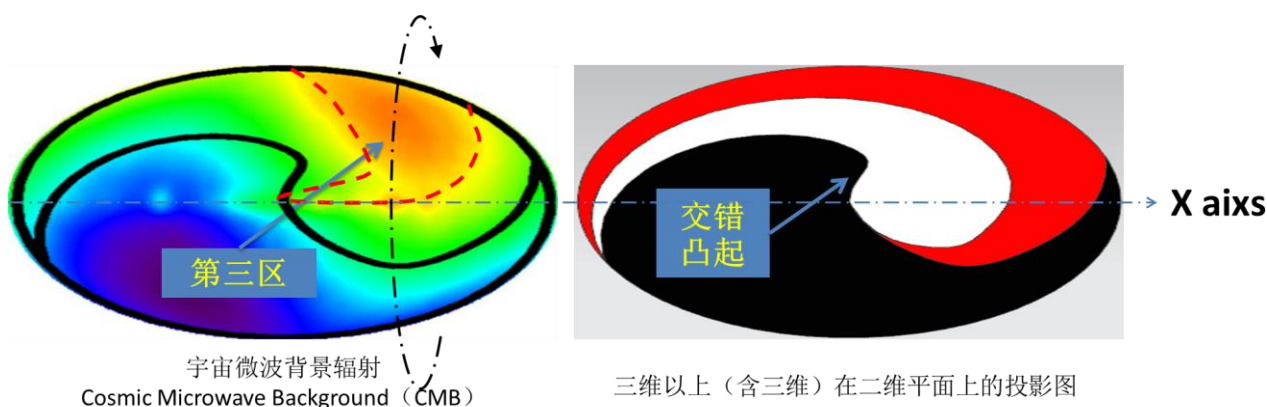 第三区
交错
凸起
X aixs
宇宙微波背景辐射
Cosmic Microwave Background（CMB）
三维以上（含三维）在二维平面上的投影图